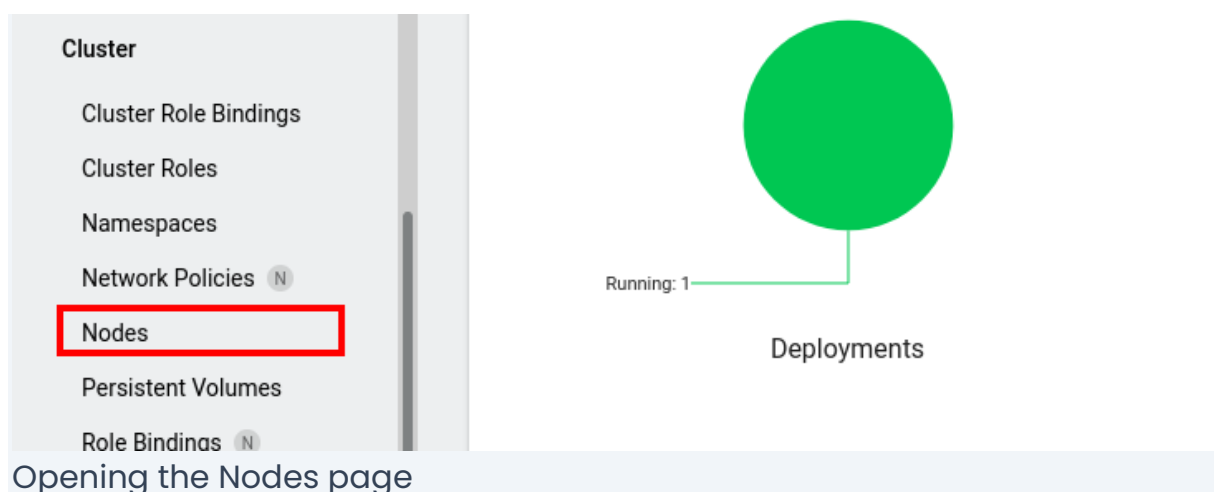 Cluster
Cluster Role Bindings
Cluster Roles
Namespaces
Network Policies N
Nodes
Persistent Volumes
Role Bindings N
Running: 1
Deployments
Opening the Nodes page